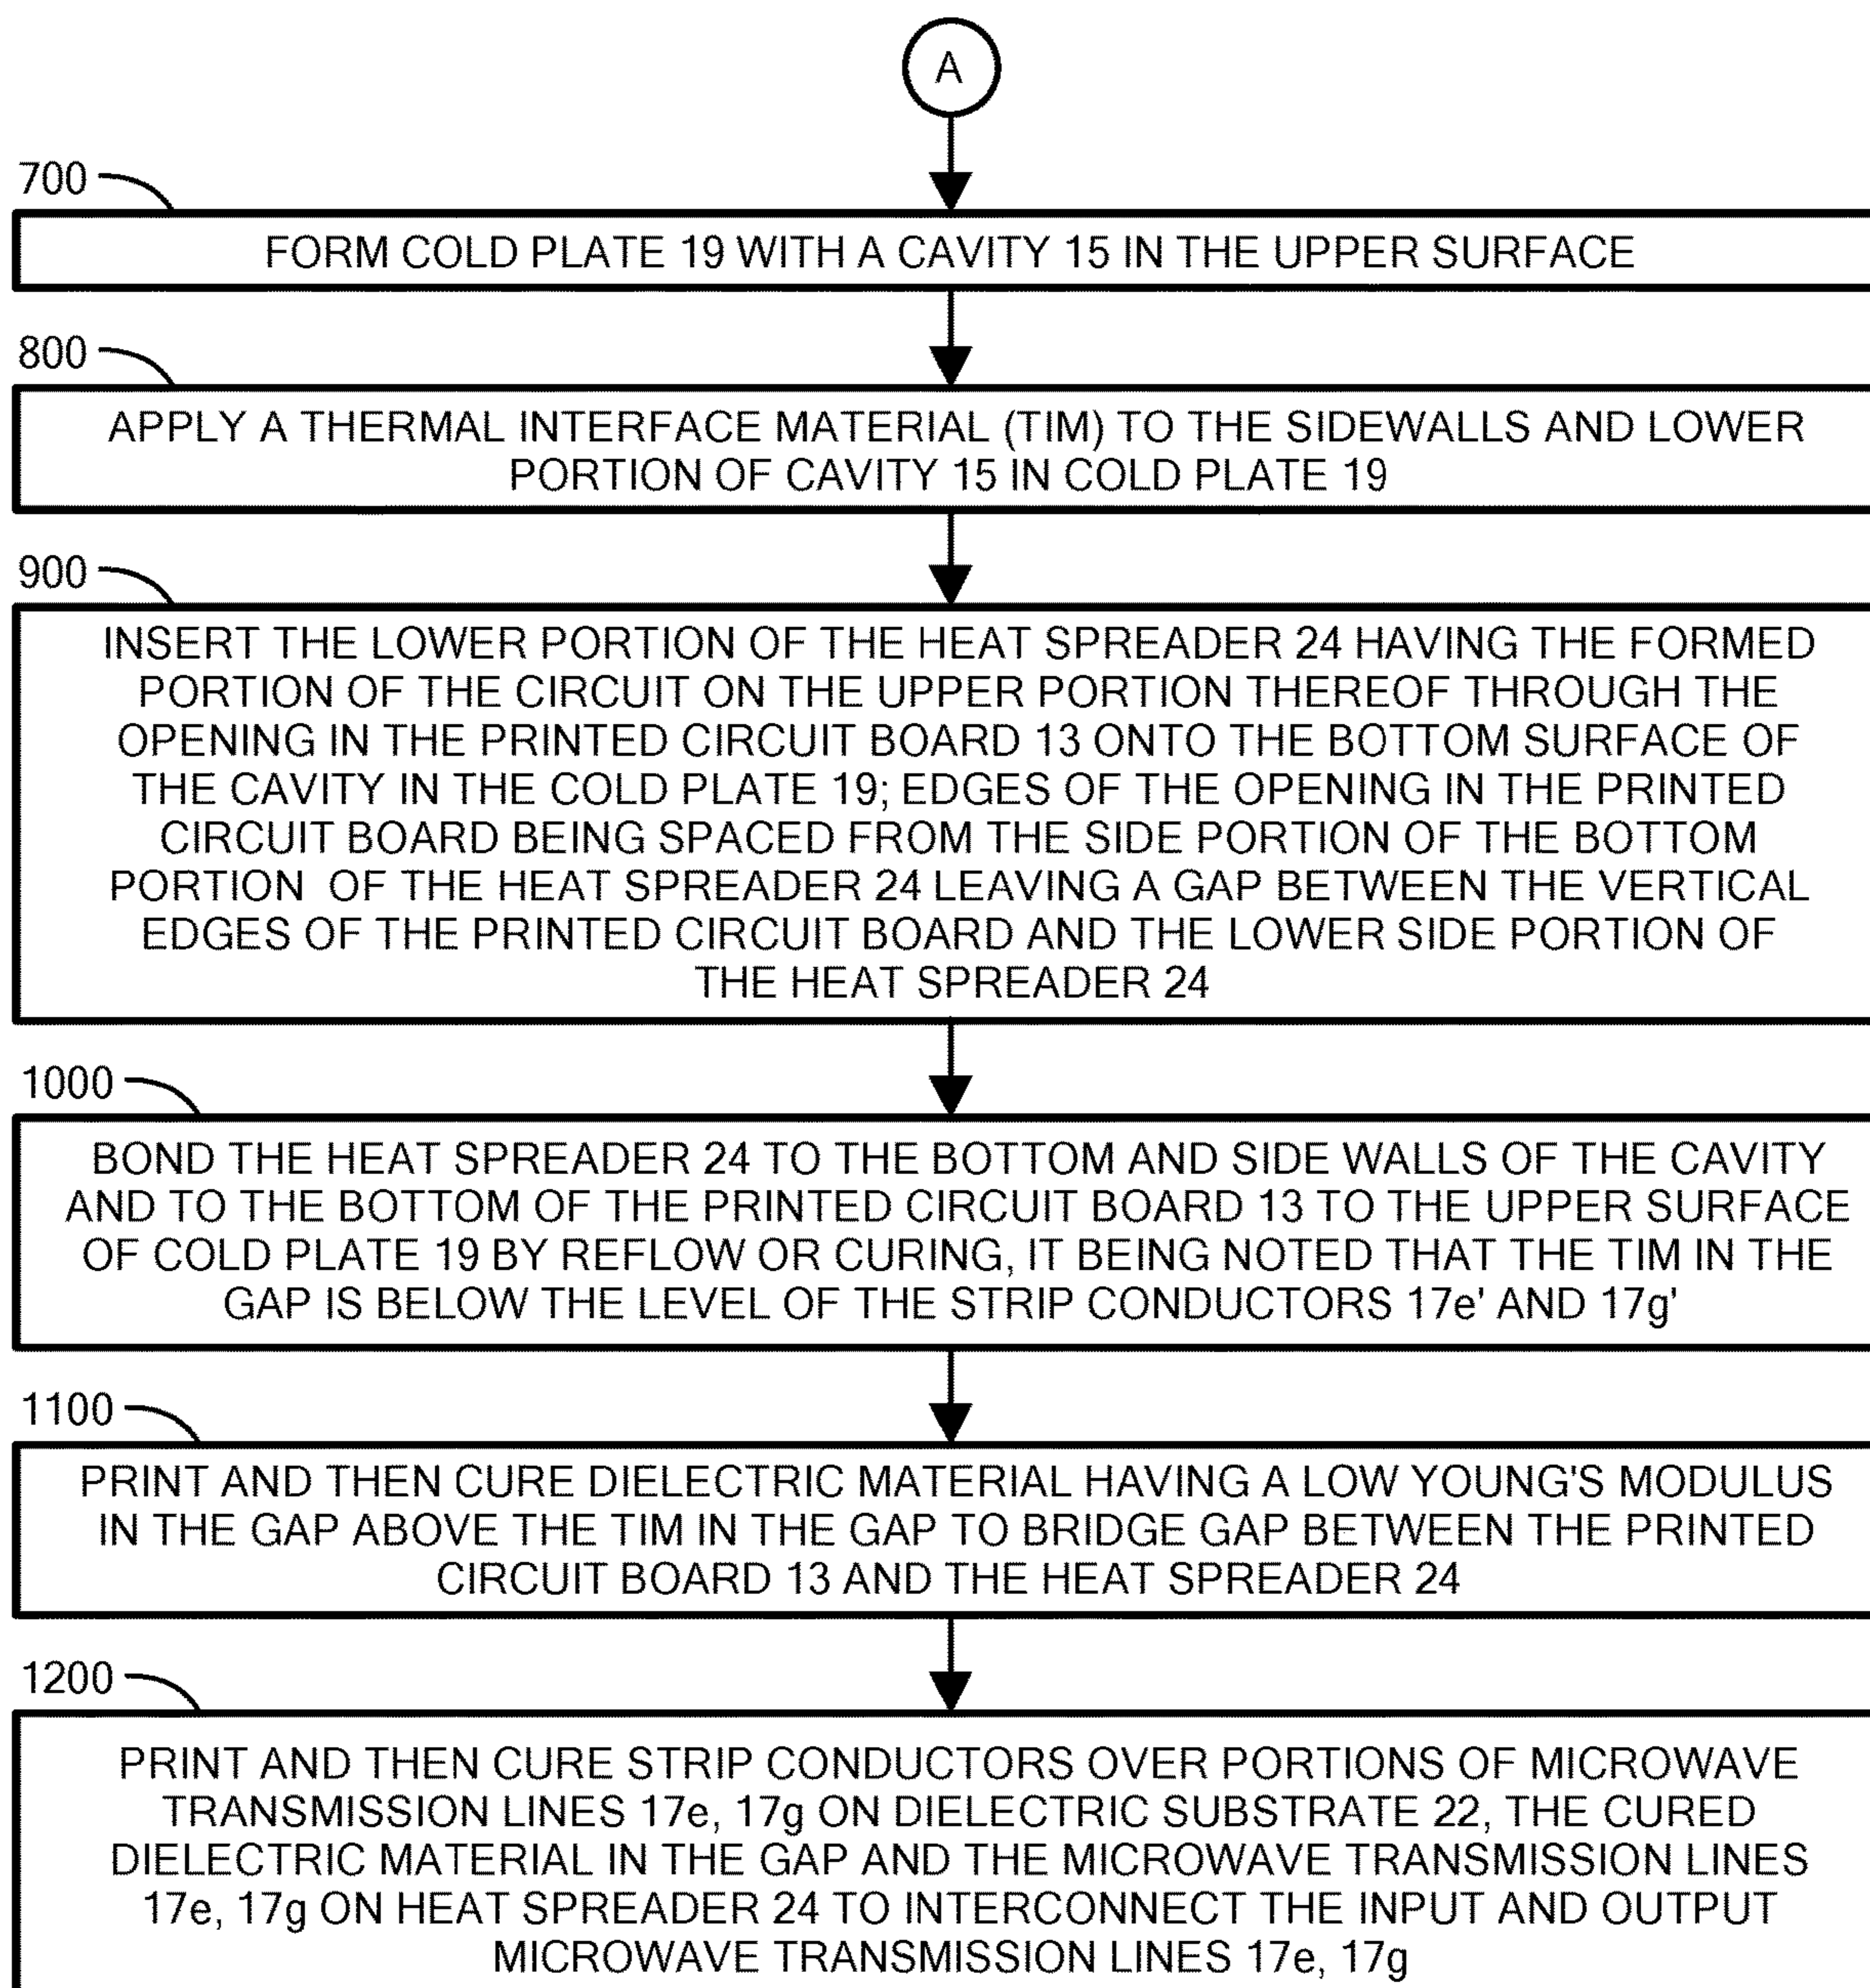 A
700
FORM COLD PLATE 19 WITH A CAVITY 15 IN THE UPPER SURFACE
800
APPLY A THERMAL INTERFACE MATERIAL (TIM) TO THE SIDEWALLS AND LOWER
PORTION OF CAVITY 15 IN COLD PLATE 19
900
INSERT THE LOWER PORTION OF THE HEAT SPREADER 24 HAVING THE FORMED
PORTION OF THE CIRCUIT ON THE UPPER PORTION THEREOF THROUGH THE
OPENING IN THE PRINTED CIRCUIT BOARD 13 ONTO THE BOTTOM SURFACE OF
THE CAVITY IN THE COLD PLATE 19; EDGES OF THE OPENING IN THE PRINTED
CIRCUIT BOARD BEING SPACED FROM THE SIDE PORTION OF THE BOTTOM
PORTION OF THE HEAT SPREADER 24 LEAVING A GAP BETWEEN THE VERTICAL
EDGES OF THE PRINTED CIRCUIT BOARD AND THE LOWER SIDE PORTION OF
THE HEAT SPREADER 24
1000
BOND THE HEAT SPREADER 24 TO THE BOTTOM AND SIDE WALLS OF THE CAVITY
AND TO THE BOTTOM OF THE PRINTED CIRCUIT BOARD 13 TO THE UPPER SURFACE
OF COLD PLATE 19 BY REFLOW OR CURING, IT BEING NOTED THAT THE TIM IN THE
GAP IS BELOW THE LEVEL OF THE STRIP CONDUCTORS 17e' AND 17g'
1100
PRINT AND THEN CURE DIELECTRIC MATERIAL HAVING A LOW YOUNG'S MODULUS
IN THE GAP ABOVE THE TIM IN THE GAP TO BRIDGE GAP BETWEEN THE PRINTED
CIRCUIT BOARD 13 AND THE HEAT SPREADER 24
1200
PRINT AND THEN CURE STRIP CONDUCTORS OVER PORTIONS OF MICROWAVE
TRANSMISSION LINES 17e, 17g ON DIELECTRIC SUBSTRATE 22, THE CURED
DIELECTRIC MATERIAL IN THE GAP AND THE MICROWAVE TRANSMISSION LINES
17e, 17g ON HEAT SPREADER 24 TO INTERCONNECT THE INPUT AND OUTPUT
MICROWAVE TRANSMISSION LINES 17e, 17g